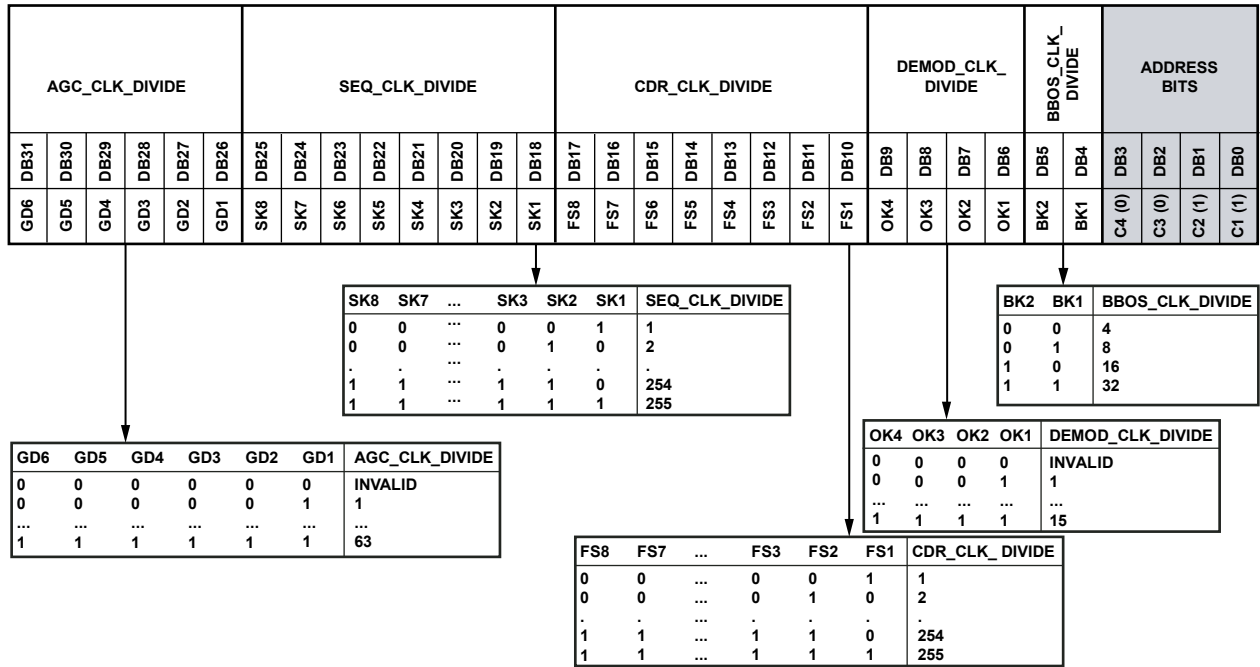 AGC_CLK_DIVIDE
SEQ_CLK_DIVIDE
CDR_CLK_DIVIDE
DEMOD_CLK_
DIVIDE
BBOS_CLK_
DIVIDE
ADDRESS
BITS
DB31 DB30 DB29 DB28 DB27 DB26 DB25 DB24 DB23 DB22 DB21 DB20 DB19 DB18 DB17 DB16 DB15 DB14 DB13 DB12 DB11 DB10 DB9 DB8 DB7 DB6 DB5 DB4 DB3 DB2 DB1 DB0
GD6 GD5 GD4 GD3 GD2 GD1 SK8 SK7 SK6 SK5 SK4 SK3 SK2 SK1 FS8 FS7 FS6 FS5 FS4 FS3 FS2 FS1 OK4 OK3 OK2 OK1 BK2 BK1 C4 (0) C3 (0) C2 (1) C1 (1)
SK8 SK7 ... SK3 SK2 SK1 SEQ_CLK_DIVIDE
0 0 ... 0 0 1 1
0 0 ... 0 1 0 2
. . ... . . . .
1 1 ... 1 1 0 254
1 1 ... 1 1 1 255
BK2 BK1 BBOS_CLK_DIVIDE
0 0 4
0 1 8
1 0 16
1 1 32
GD6 GD5 GD4 GD3 GD2 GD1 AGC_CLK_DIVIDE
0 0 0 0 0 0 INVALID
0 0 0 0 0 1 1
... ... ... ... ... ... ...
1 1 1 1 1 1 63
OK4 OK3 OK2 OK1 DEMOD_CLK_DIVIDE
0 0 0 0 INVALID
0 0 0 1 1
... ... ... ... ...
1 1 1 1 15
FS8 FS7 ... FS3 FS2 FS1 CDR_CLK_ DIVIDE
0 0 ... 0 0 1 1
0 0 ... 0 1 0 2
. . ... . . . .
1 1 ... 1 1 0 254
1 1 ... 1 1 1 255